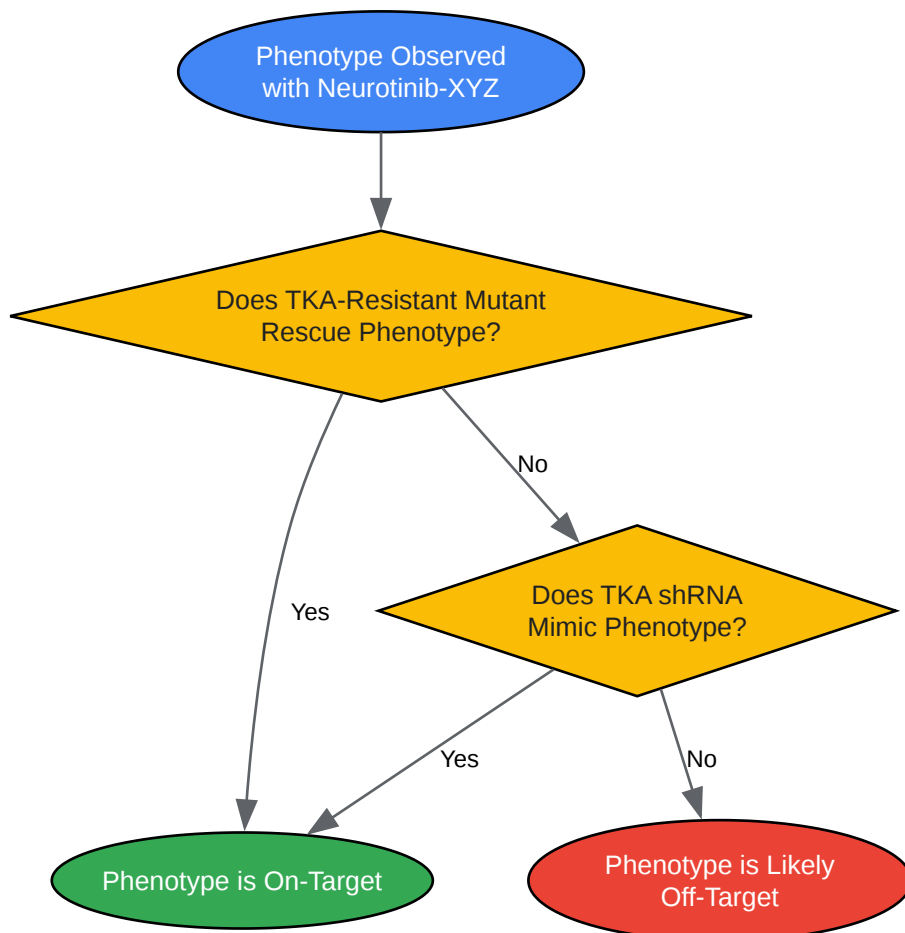 Phenotype Observed
with Neurotinib-XYZ
Does TKA-Resistant Mutant
Rescue Phenotype?
No
Yes
Does TKA shRNA
Mimic Phenotype?
Yes
No
Phenotype is On-Target
Phenotype is Likely
Off-Target